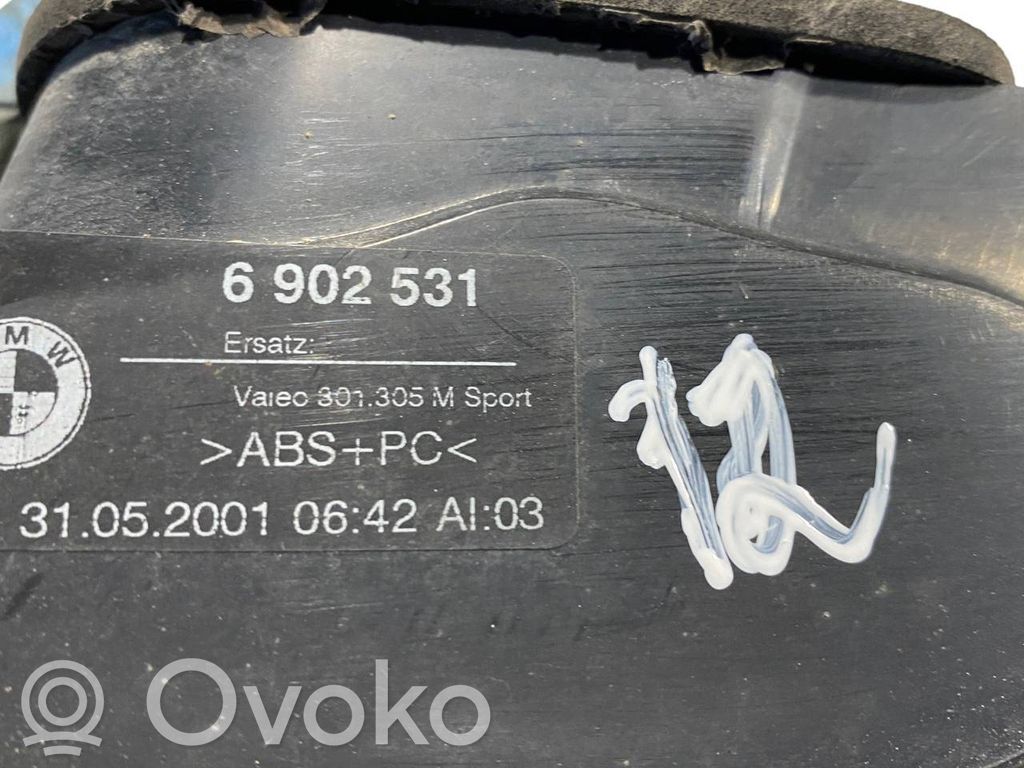 6 902 531
BMW
Ersatz:
Valeo 301.305 M Sport
>ABS+PC<
31.05.2001 06:42 AI:03
12
Ovoko